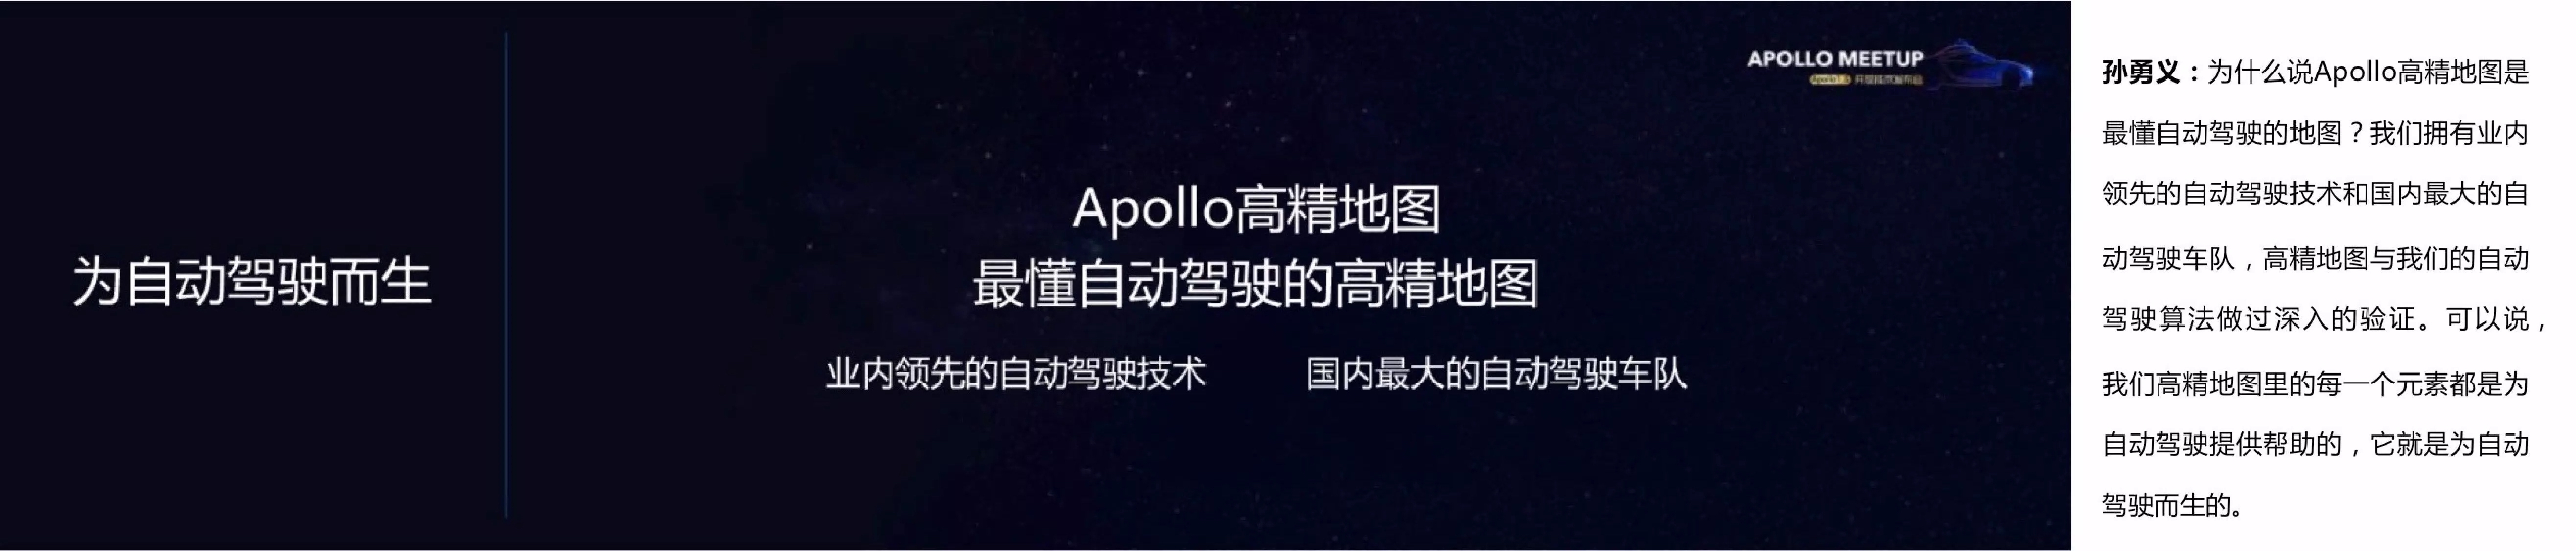 为自动驾驶而生
APOLLO MEETUP
Apollo高精地图
最懂自动驾驶的高精地图
业内领先的自动驾驶技术 国内最大的自动驾驶车队
孙勇义：为什么说Apollo高精地图是
最懂自动驾驶的地图？我们拥有业内
领先的自动驾驶技术和国内最大的自
动驾驶车队，高精地图与我们的自动
驾驶算法做过深入的验证。可以说，
我们高精地图里的每一个元素都是为
自动驾驶提供帮助的，它就是为自动
驾驶而生的。